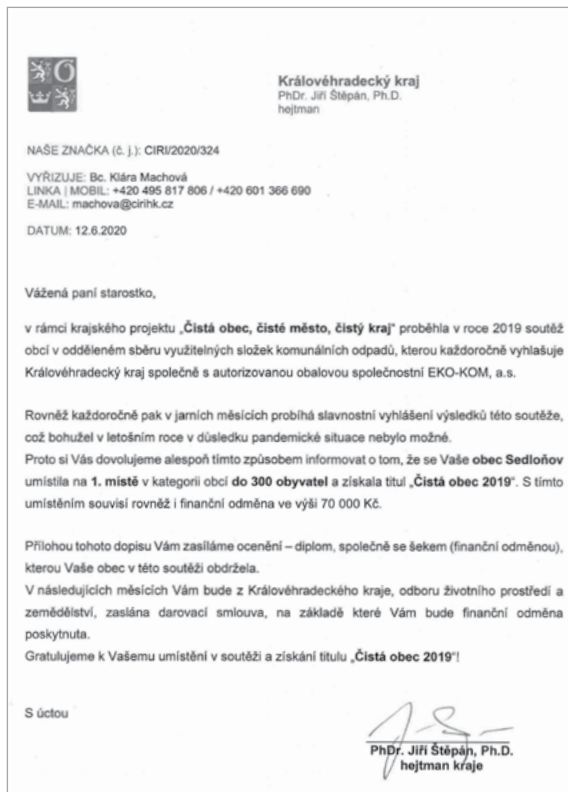 Královéhradecký kraj
PhDr. Jiří Štěpán, Ph.D.
hejtman
NAŠE ZNAČKA (č. j.): CIRI/2020/324
VYŘIZUJE: Bc. Klára Machová
LINKA | MOBIL: +420 495 817 806 / +420 601 366 690
E-MAIL: machova@cirihk.cz
DATUM: 12.6.2020
Vážená paní starostko,
v rámci krajského projektu „Čistá obec, čisté město, čistý kraj" proběhla v roce 2019 soutěž
obcí v odděleném sběru využitelných složek komunálních odpadů, kterou každoročně vyhlašuje
Královéhradecký kraj společně s autorizovanou obalovou společností EKO-KOM, a.s.
Rovněž každoročně pak v jarních měsících probíhá slavnostní vyhlášení výsledků této soutěže,
což bohužel v letošním roce v důsledku pandemické situace nebylo možné.
Proto si Vás dovolujeme alespoň tímto způsobem informovat o tom, že se Vaše obec Sedloňov
umístila na 1. místě v kategorii obcí do 300 obyvatel a získala titul „Čistá obec 2019". S tímto
umístěním souvisí rovněž i finanční odměna ve výši 70 000 Kč.
Přílohou tohoto dopisu Vám zasíláme ocenění – diplom, společně se šekem (finanční odměnou),
kterou Vaše obec v této soutěži obdržela.
V následujících měsících Vám bude z Královéhradeckého kraje, odboru životního prostředí a
zemědělství, zaslána darovací smlouva, na základě které Vám bude finanční odměna
poskytnuta.
Gratulujeme k Vašemu umístění v soutěži a získání titulu „Čistá obec 2019"!
S úctou
PhDr. Jiří Štěpán, Ph.D.
hejtman kraje